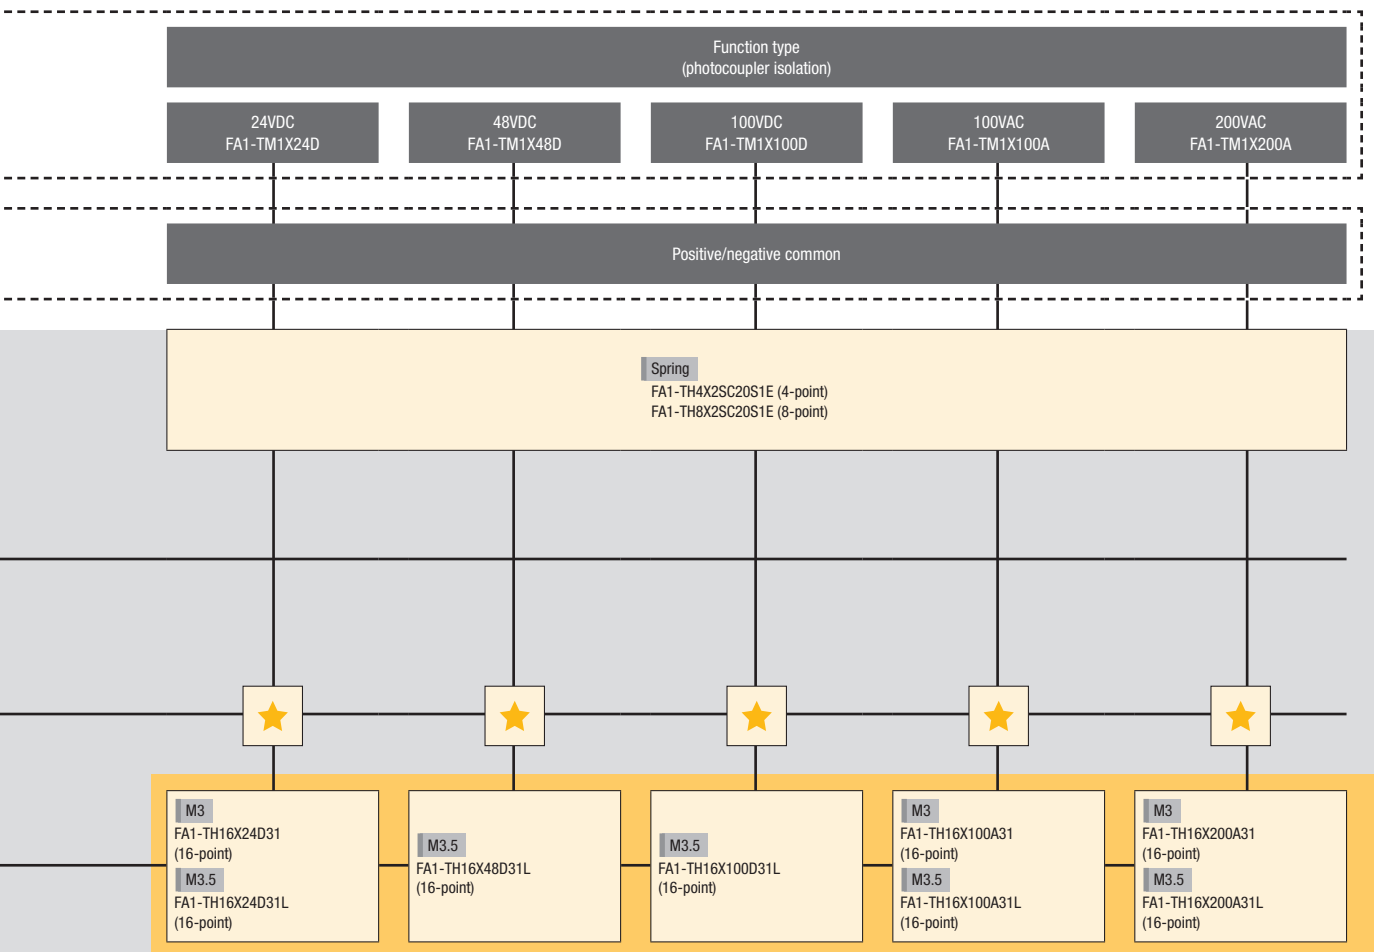 Function type
(photocoupler isolation)
24VDC
FA1-TM1X24D
48VDC
FA1-TM1X48D
100VDC
FA1-TM1X100D
100VAC
FA1-TM1X100A
200VAC
FA1-TM1X200A
Positive/negative common
Spring
FA1-TH4X2SC20S1E (4-point)
FA1-TH8X2SC20S1E (8-point)
M3
FA1-TH16X24D31
(16-point)
M3.5
FA1-TH16X24D31L
(16-point)
M3.5
FA1-TH16X48D31L
(16-point)
M3.5
FA1-TH16X100D31L
(16-point)
M3
FA1-TH16X100A31
(16-point)
M3.5
FA1-TH16X100A31L
(16-point)
M3
FA1-TH16X200A31
(16-point)
M3.5
FA1-TH16X200A31L
(16-point)